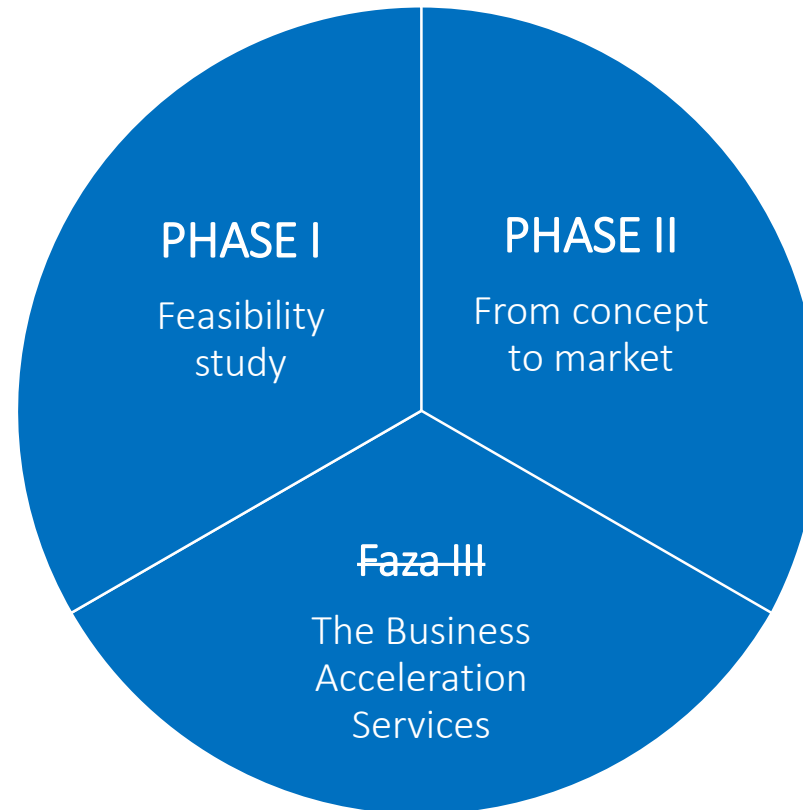 PHASE I
Feasibility
study
PHASE II
From concept
to market
Faza III
The Business
Acceleration
Services